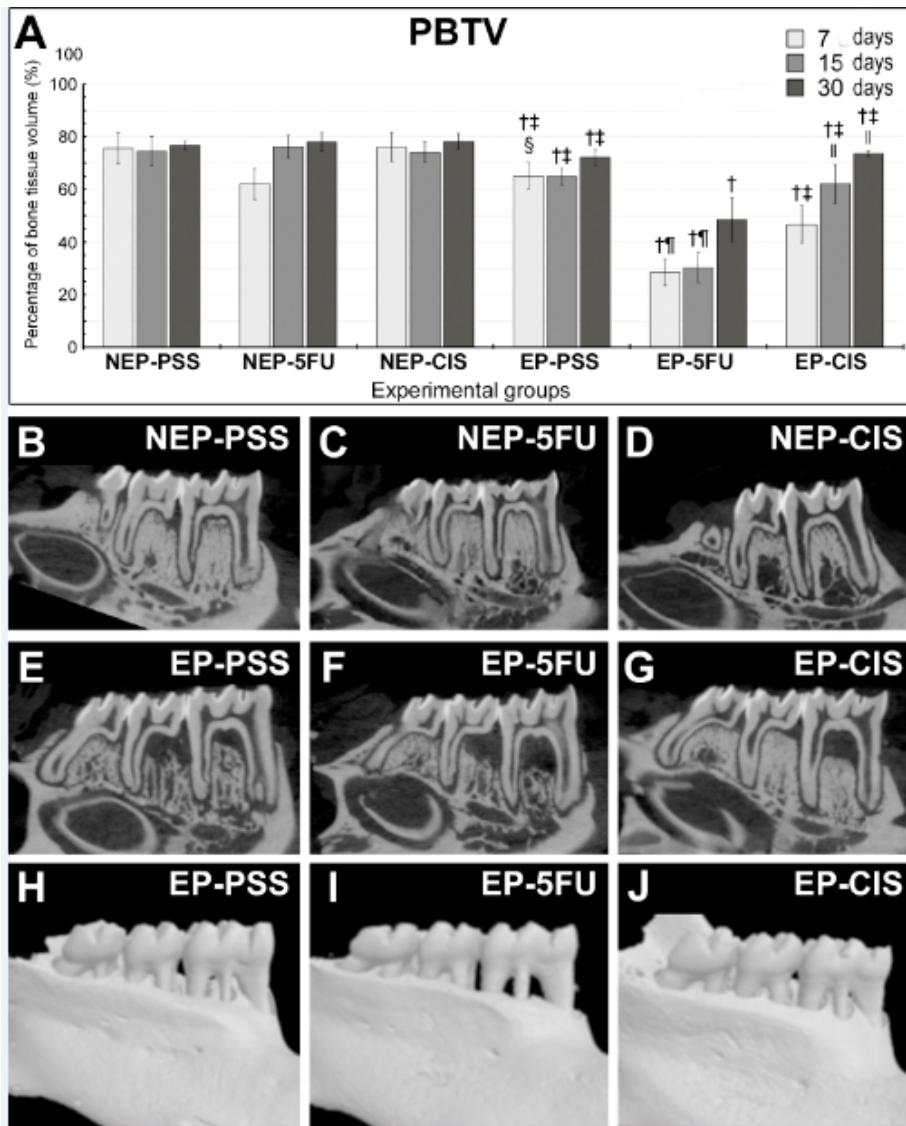 A PBTV
7 days
15 days
30 days
Percentage of bone tissue volume (%)
100
100
80
60
40
20
0
†‡
§
†‡
†‡
†¶
†¶
†
†‡
†‡
||
†‡
||
NEP-PSS NEP-5FU NEP-CIS EP-PSS EP-5FU EP-CIS
Experimental groups
B NEP-PSS
C NEP-5FU
D NEP-CIS
E EP-PSS
F EP-5FU
G EP-CIS
H EP-PSS
I EP-5FU
J EP-CIS